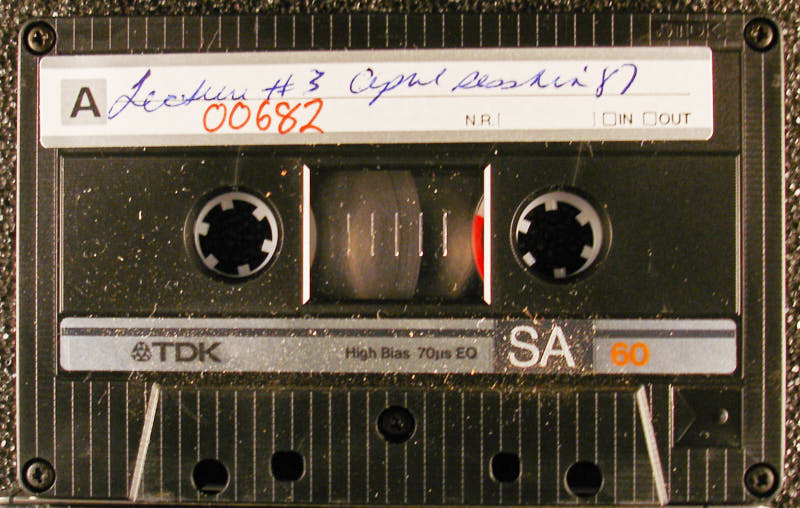 TDK
A Lecture #3 April session 87
00682
N.R. □IN □OUT
TDK High Bias 70µs EQ SA 60